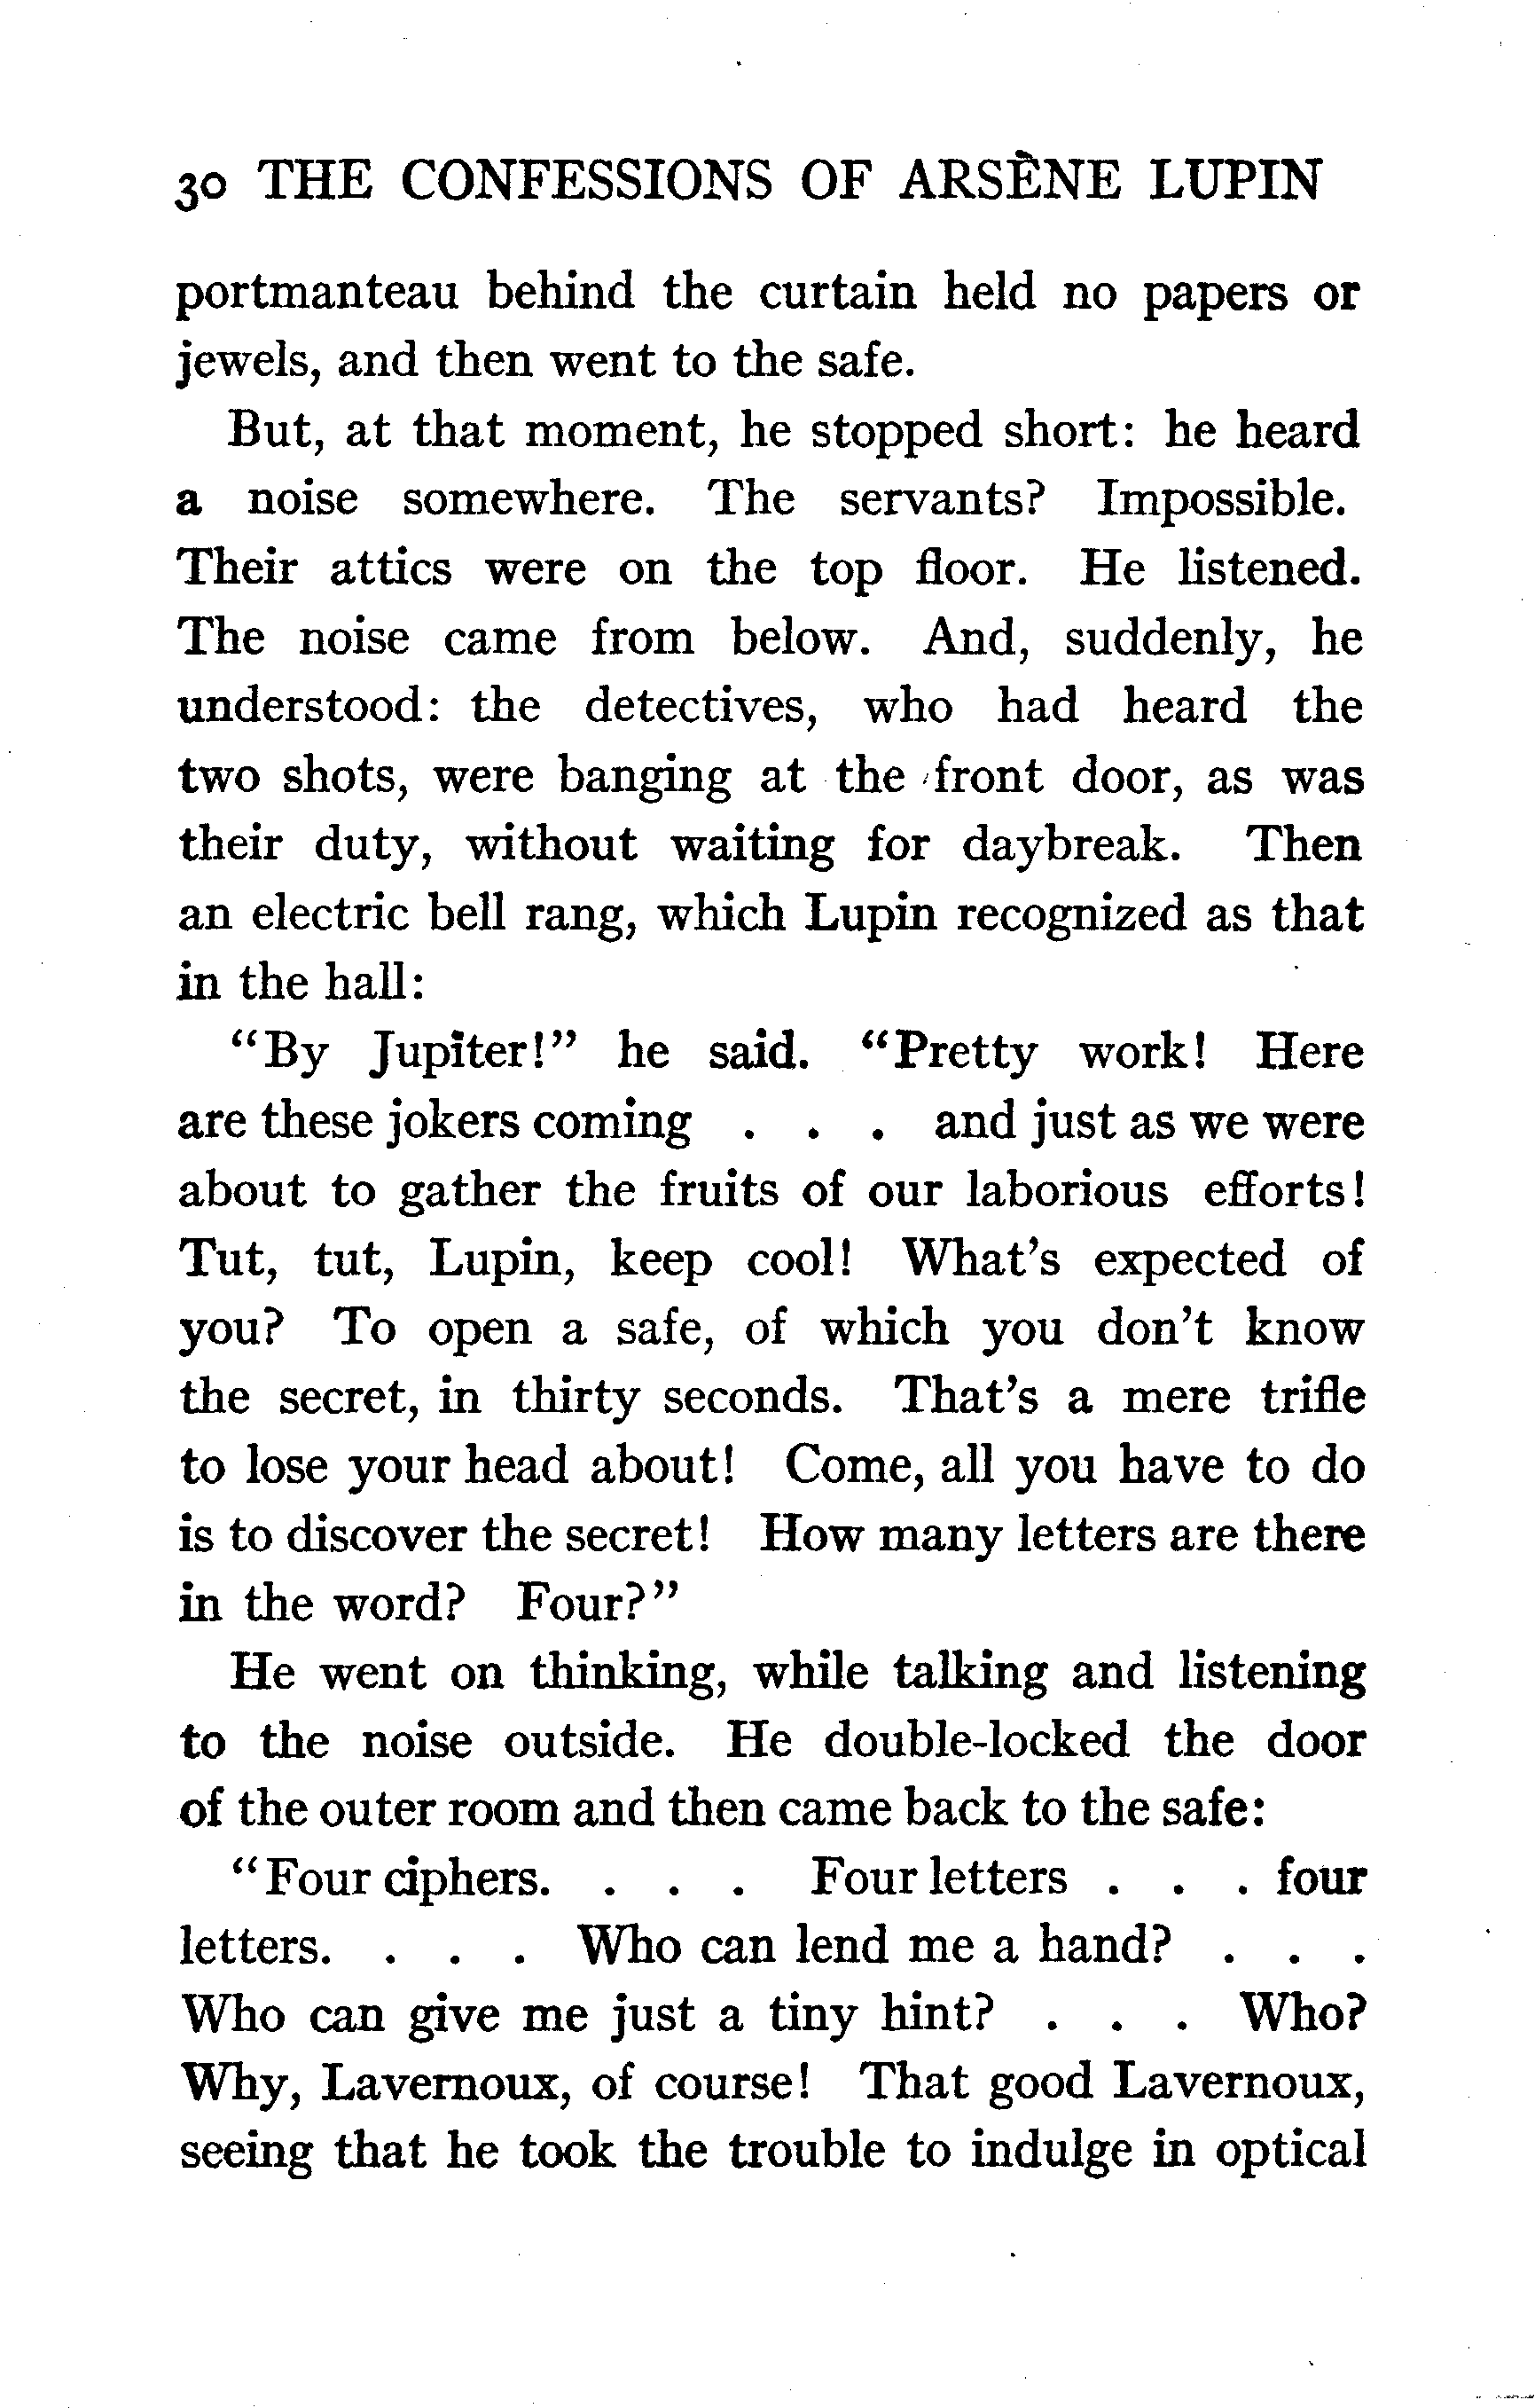 30 THE CONFESSIONS OF ARSÈNE LUPIN
portmanteau behind the curtain held no papers or
jewels, and then went to the safe.
But, at that moment, he stopped short: he heard
a noise somewhere. The servants? Impossible.
Their attics were on the top floor. He listened.
The noise came from below. And, suddenly, he
understood: the detectives, who had heard the
two shots, were banging at the front door, as was
their duty, without waiting for daybreak. Then
an electric bell rang, which Lupin recognized as that
in the hall:
"By Jupiter!" he said. "Pretty work! Here
are these jokers coming . . . and just as we were
about to gather the fruits of our laborious efforts!
Tut, tut, Lupin, keep cool! What's expected of
you? To open a safe, of which you don't know
the secret, in thirty seconds. That's a mere trifle
to lose your head about! Come, all you have to do
is to discover the secret! How many letters are there
in the word? Four?"
He went on thinking, while talking and listening
to the noise outside. He double-locked the door
of the outer room and then came back to the safe:
"Four ciphers. . . . Four letters . . . four
letters. . . . Who can lend me a hand? . . .
Who can give me just a tiny hint? . . . Who?
Why, Lavernoux, of course! That good Lavernoux,
seeing that he took the trouble to indulge in optical